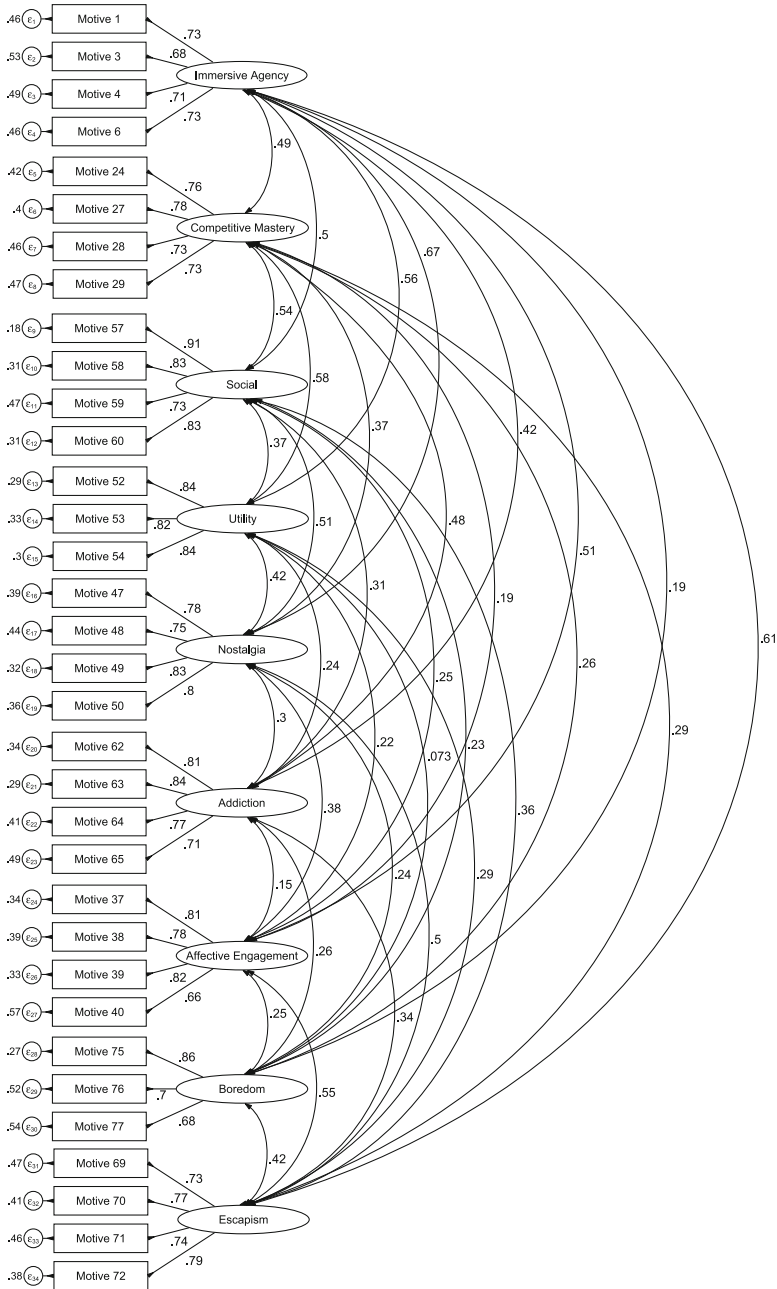 .46 ε1 Motive 1 .73
.53 ε2 Motive 3 .68
Immersive Agency
.49 ε3 Motive 4 .71
.46 ε4 Motive 6 .73
.49
.42 ε5 Motive 24 .76
.4 ε6 Motive 27 .78
Competitive Mastery
.46 ε7 Motive 28 .73
.47 ε8 Motive 29 .73
.5
.67
.56
.54
.18 ε9 Motive 57 .91
.31 ε10 Motive 58 .83
Social
.58
.47 ε11 Motive 59 .73
.31 ε12 Motive 60 .83
.37
.37
.42
.29 ε13 Motive 52 .84
Utility
.33 ε14 Motive 53 .82
.51
.48
.3 ε15 Motive 54 .84
.51
.42
.31
.19
.19
.39 ε16 Motive 47 .78
.44 ε17 Motive 48 .75
.61
Nostalgia
.32 ε18 Motive 49 .83
.24
.25
.26
.36 ε19 Motive 50 .8
.3
.29
.34 ε20 Motive 62 .81
.22
.23
.073
.29 ε21 Motive 63 .84
Addiction
.38
.36
.41 ε22 Motive 64 .77
.49 ε23 Motive 65 .71
.15
.24
.29
.34 ε24 Motive 37 .81
.39 ε25 Motive 38 .78
.5
.26
Affective Engagement
.33 ε26 Motive 39 .82
.57 ε27 Motive 40 .66
.25
.34
.27 ε28 Motive 75 .86
Boredom
.52 ε29 Motive 76 .7
.55
.54 ε30 Motive 77 .68
.42
.47 ε31 Motive 69 .73
.41 ε32 Motive 70 .77
Escapism
.46 ε33 Motive 71 .74
.38 ε34 Motive 72 .79